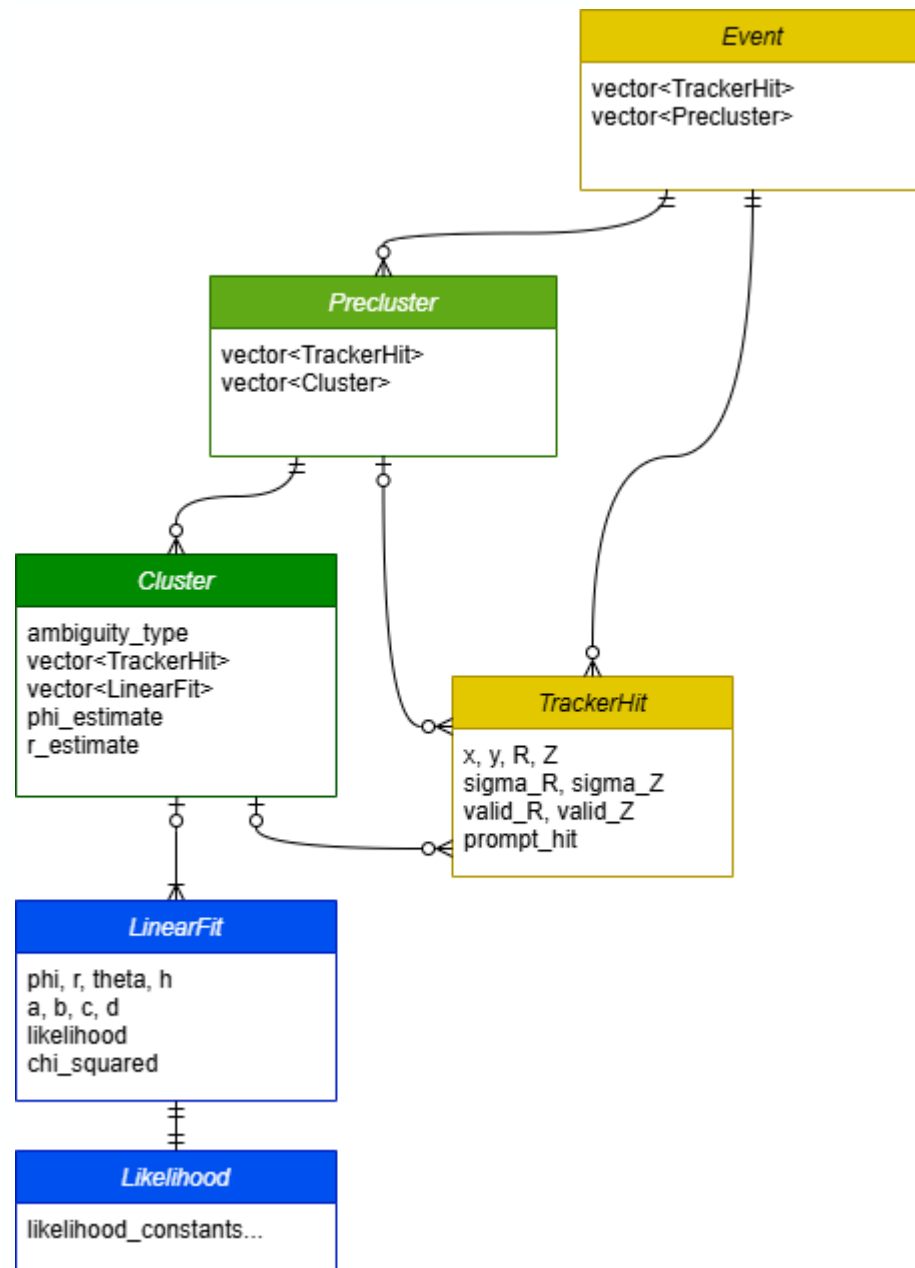 Event
vector<TrackerHit>
vector<Precluster>
Precluster
vector<TrackerHit>
vector<Cluster>
Cluster
ambiguity_type
vector<TrackerHit>
vector<LinearFit>
phi_estimate
r_estimate
TrackerHit
x, y, R, Z
sigma_R, sigma_Z
valid_R, valid_Z
prompt_hit
LinearFit
phi, r, theta, h
a, b, c, d
likelihood
chi_squared
Likelihood
likelihood_constants...